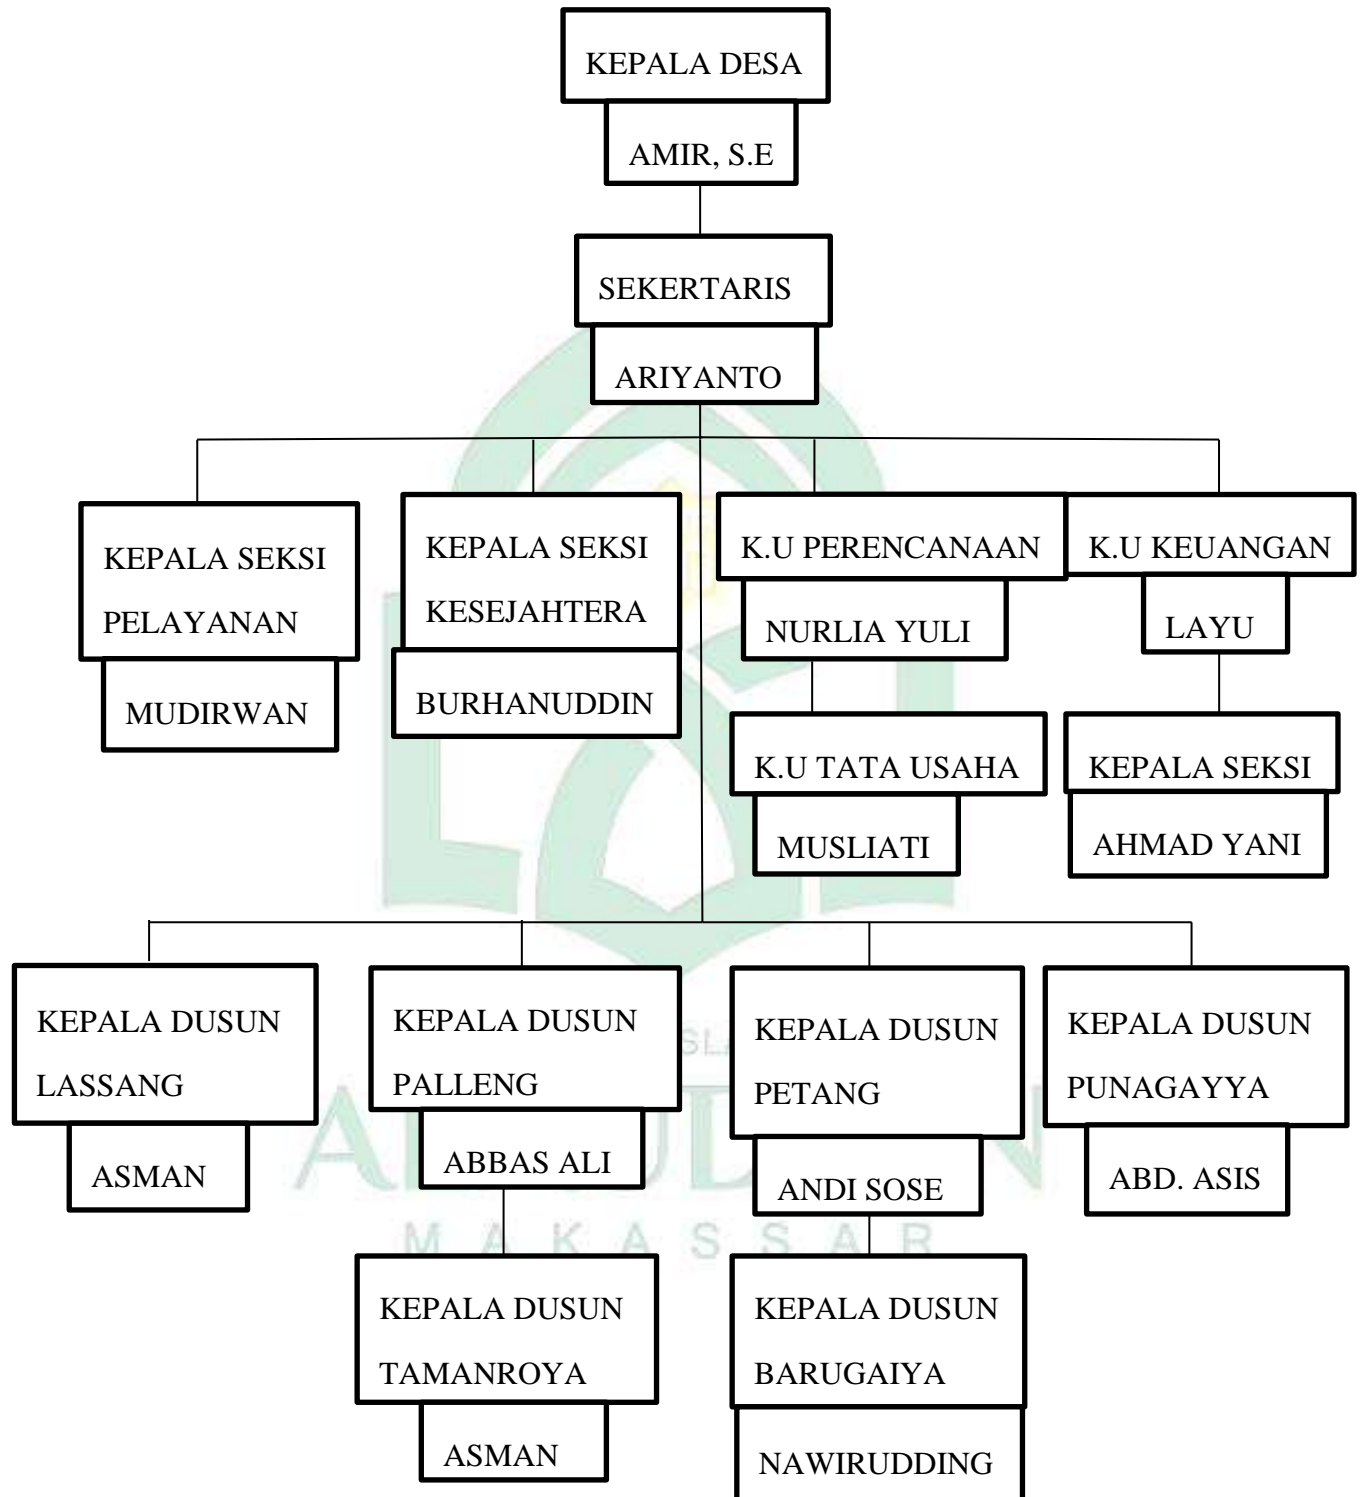 KEPALA DESA
AMIR, S.E
SEKERTARIS
ARIYANTO
KEPALA SEKSI
PELAYANAN
MUDIRWAN
KEPALA SEKSI
KESEJAHTERA
BURHANUDDIN
K.U PERENCANAAN
NURLIA YULI
K.U TATA USAHA
MUSLIATI
K.U KEUANGAN
LAYU
KEPALA SEKSI
AHMAD YANI
KEPALA DUSUN
LASSANG
ASMAN
KEPALA DUSUN
PALLENG
ABBAS ALI
KEPALA DUSUN
TAMANROYA
ASMAN
KEPALA DUSUN
PETANG
ANDI SOSE
KEPALA DUSUN
BARUGAIYA
NAWIRUDDING
KEPALA DUSUN
PUNAGAYYA
ABD. ASIS
MAKASSAR